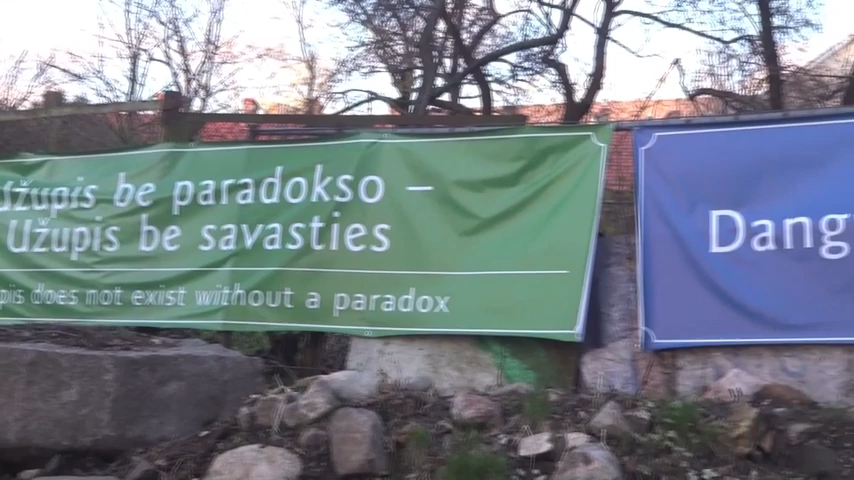 Užupis be paradokso –
Užupis be savasties
pis does not exist without a paradox
Dang